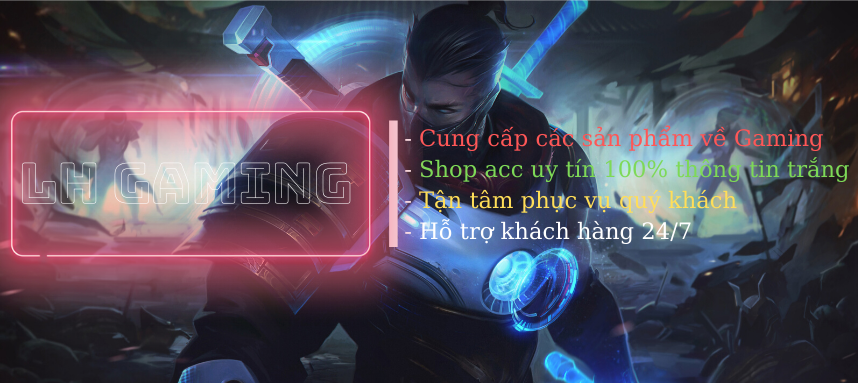 LH GAMING
- Cung cấp các sản phẩm về Gaming
- Shop acc uy tín 100% thông tin trắng
- Tận tâm phục vụ quý khách
- Hỗ trợ khách hàng 24/7